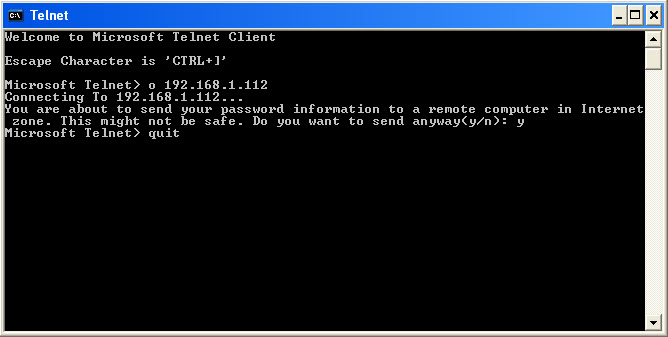 Telnet
Welcome to Microsoft Telnet Client
Escape Character is 'CTRL+]'
Microsoft Telnet> o 192.168.1.112
Connecting To 192.168.1.112...
You are about to send your password information to a remote computer in Internet
zone. This might not be safe. Do you want to send anyway(y/n): y
Microsoft Telnet> quit